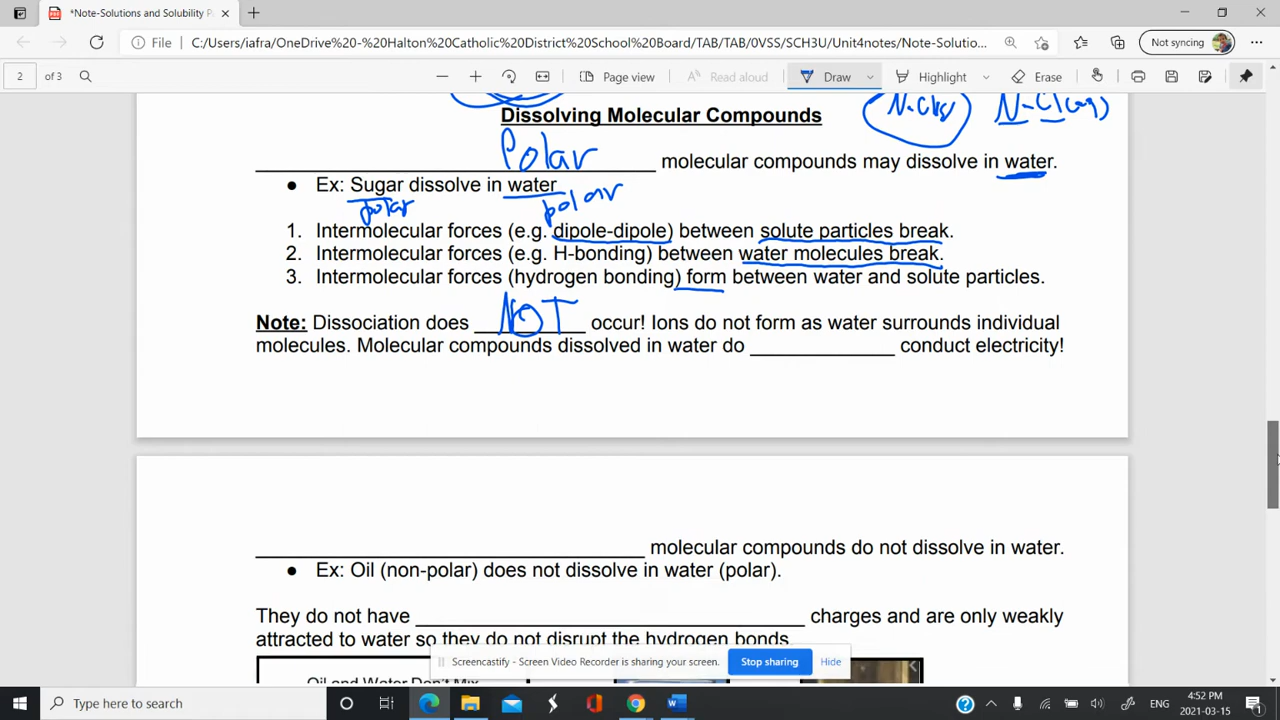 *Note-Solutions and Solubility P
Not syncing
File C:/Users/iafra/OneDrive%20-%20Halton%20Catholic%20District%20School%20Board/TAB/TAB/0VSS/SCH3U/Unit4notes/Note-Solutio...
2 of 3 Page view Read aloud Draw Highlight Erase
Dissolving Molecular Compounds
Polar molecular compounds may dissolve in water.
● Ex: Sugar dissolve in water
polar polar
1. Intermolecular forces (e.g. dipole-dipole) between solute particles break.
2. Intermolecular forces (e.g. H-bonding) between water molecules break.
3. Intermolecular forces (hydrogen bonding) form between water and solute particles.
Note: Dissociation does NOT occur! Ions do not form as water surrounds individual
molecules. Molecular compounds dissolved in water do ____________ conduct electricity!
____________ molecular compounds do not dissolve in water.
● Ex: Oil (non-polar) does not dissolve in water (polar).
They do not have ____________ charges and are only weakly
attracted to water so they do not disrupt the hydrogen bonds.
Screencastify - Screen Video Recorder is sharing your screen. Stop sharing Hide
Oil and Water Don't Mix
Type here to search
ENG
4:52 PM
2021-03-15